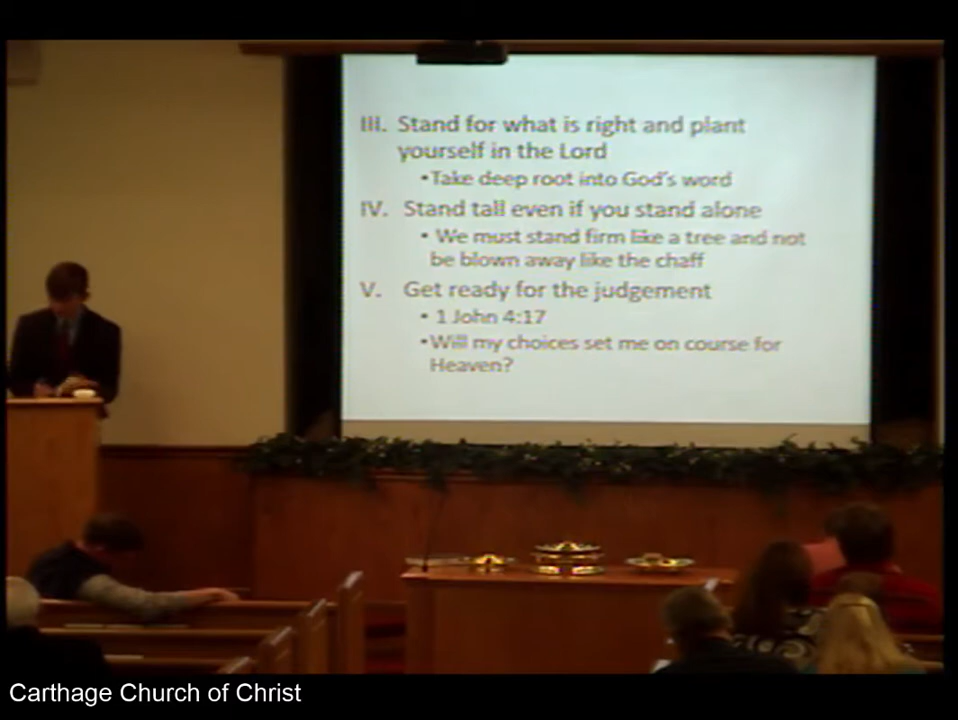 III. Stand for what is right and plant
yourself in the Lord
•Take deep root into God's word
IV. Stand tall even if you stand alone
• We must stand firm like a tree and not
be blown away like the chaff
V. Get ready for the judgement
• 1 John 4:17
•Will my choices set me on course for
Heaven?
Carthage Church of Christ